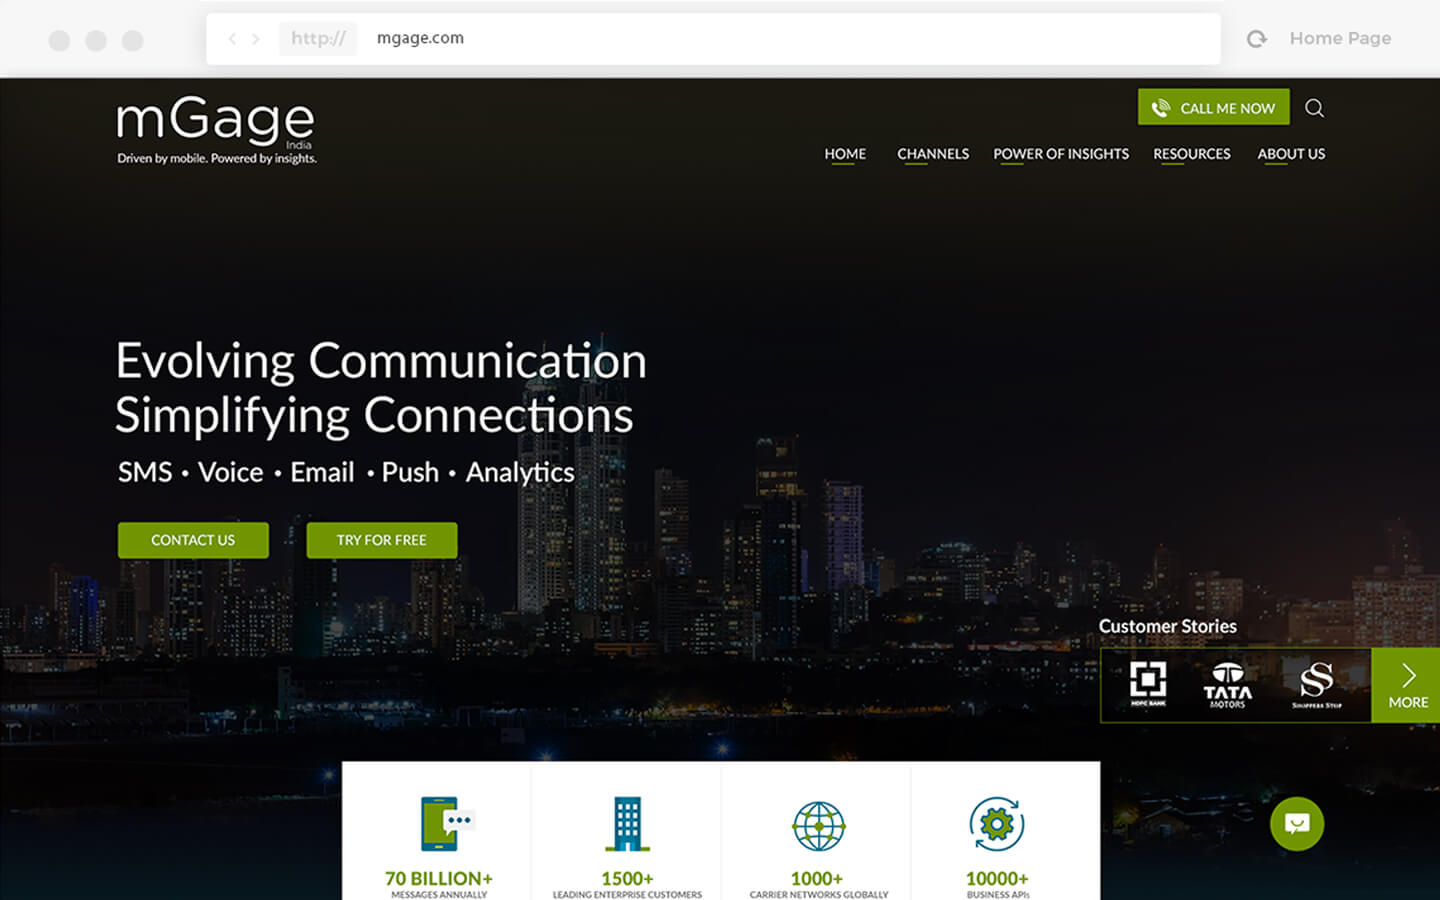 http://
mgage.com
Home Page
mGage
India
Driven by mobile. Powered by insights.
CALL ME NOW
HOME
CHANNELS
POWER OF INSIGHTS
RESOURCES
ABOUT US
Evolving Communication
Simplifying Connections
SMS • Voice • Email • Push • Analytics
CONTACT US
TRY FOR FREE
Customer Stories
HDFC BANK
TATA
MOTORS
SHOPPERS STOP
MORE
70 BILLION+
MESSAGES ANNUALLY
1500+
LEADING ENTERPRISE CUSTOMERS
1000+
CARRIER NETWORKS GLOBALLY
10000+
BUSINESS APIs